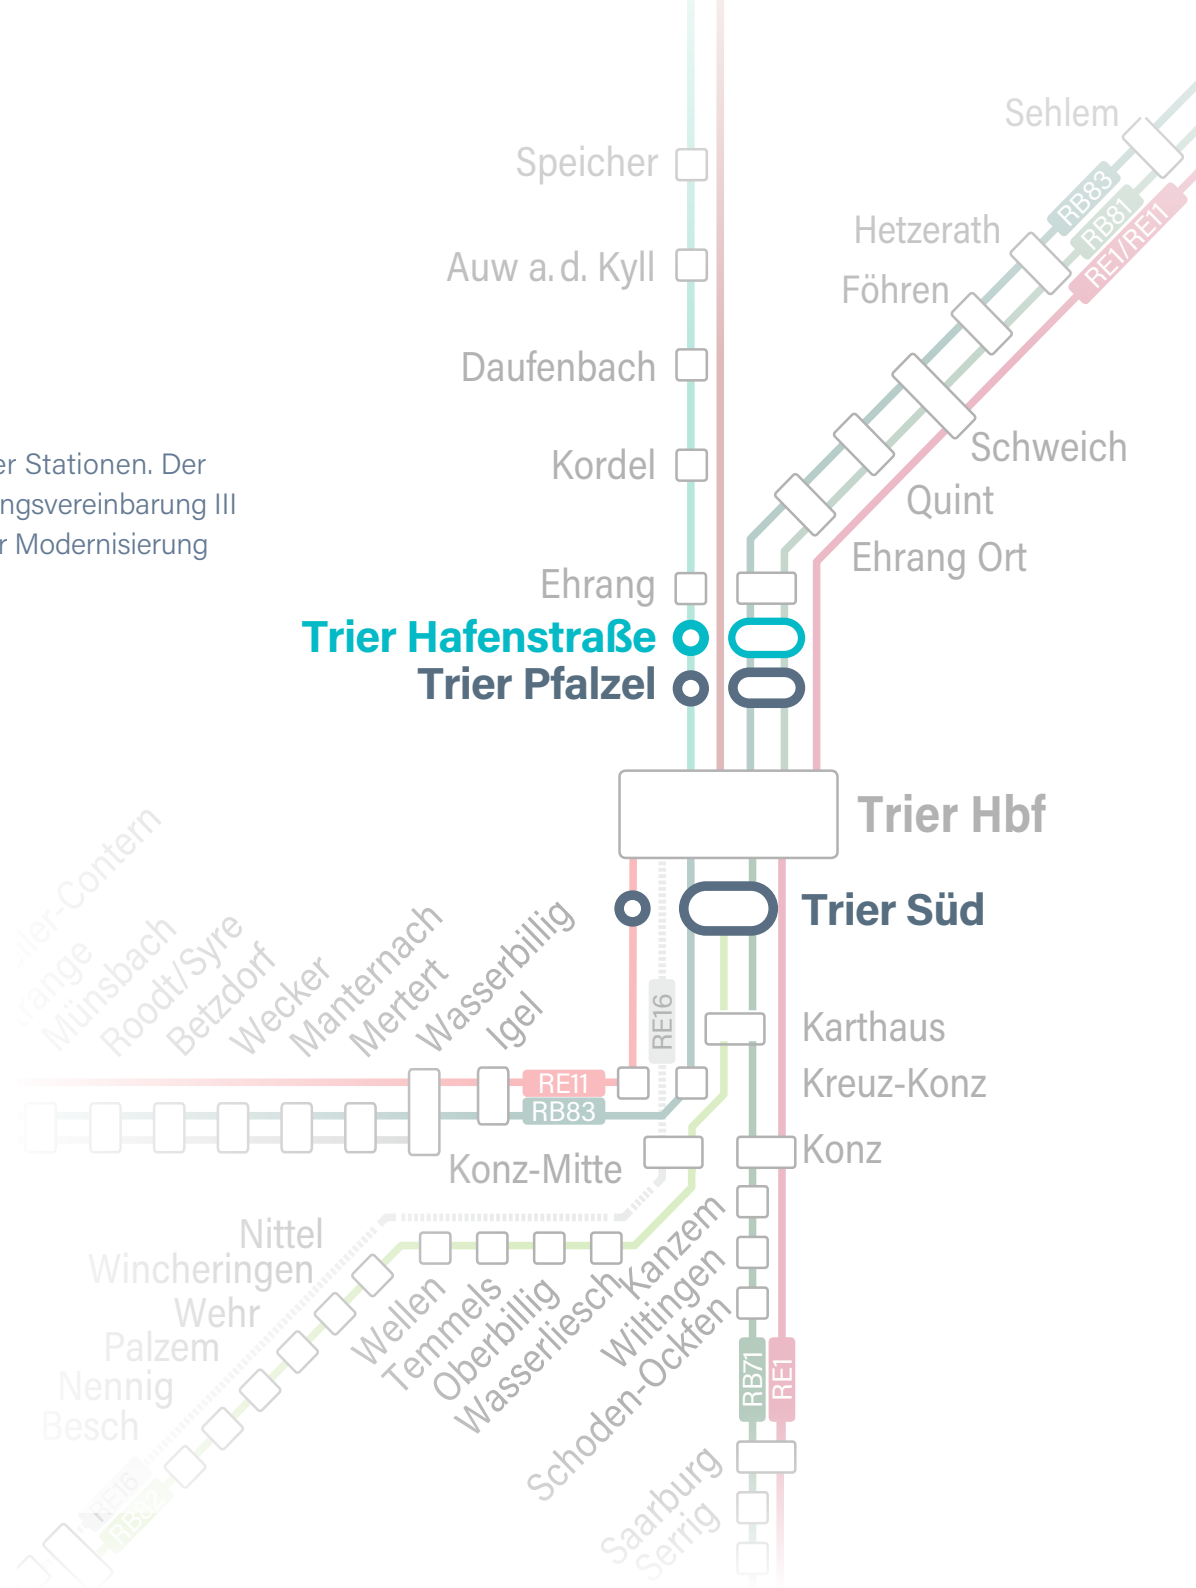 Sehlem
Speicher
RB83
RB81
RE1/RE11
Hetzerath
Auw a. d. Kyll
Föhren
Daufenbach
Schweich
er Stationen. Der
Kordel
Quint
ngsvereinbarung III
r Modernisierung
Ehrang Ort
Ehrang
Trier Hafenstraße
Trier Pfalzel
Trier Hbf
Trier Süd
Münsbach
Roodt/Syre
Betzdorf
Wecker
Manternach
Mertert
Wasserbillig
Igel
RE16
Karthaus
RE11
Kreuz-Konz
RB83
Konz
Konz-Mitte
Nittel
Wincheringen
Wehr
Palzem
Nennig
Besch
Wellen
Temmels
Oberbillig
Wasserliesch
Kanzem
Wiltingen
Schoden-Ockfen
RB71
RE1
RE16
Saarburg
Serrig